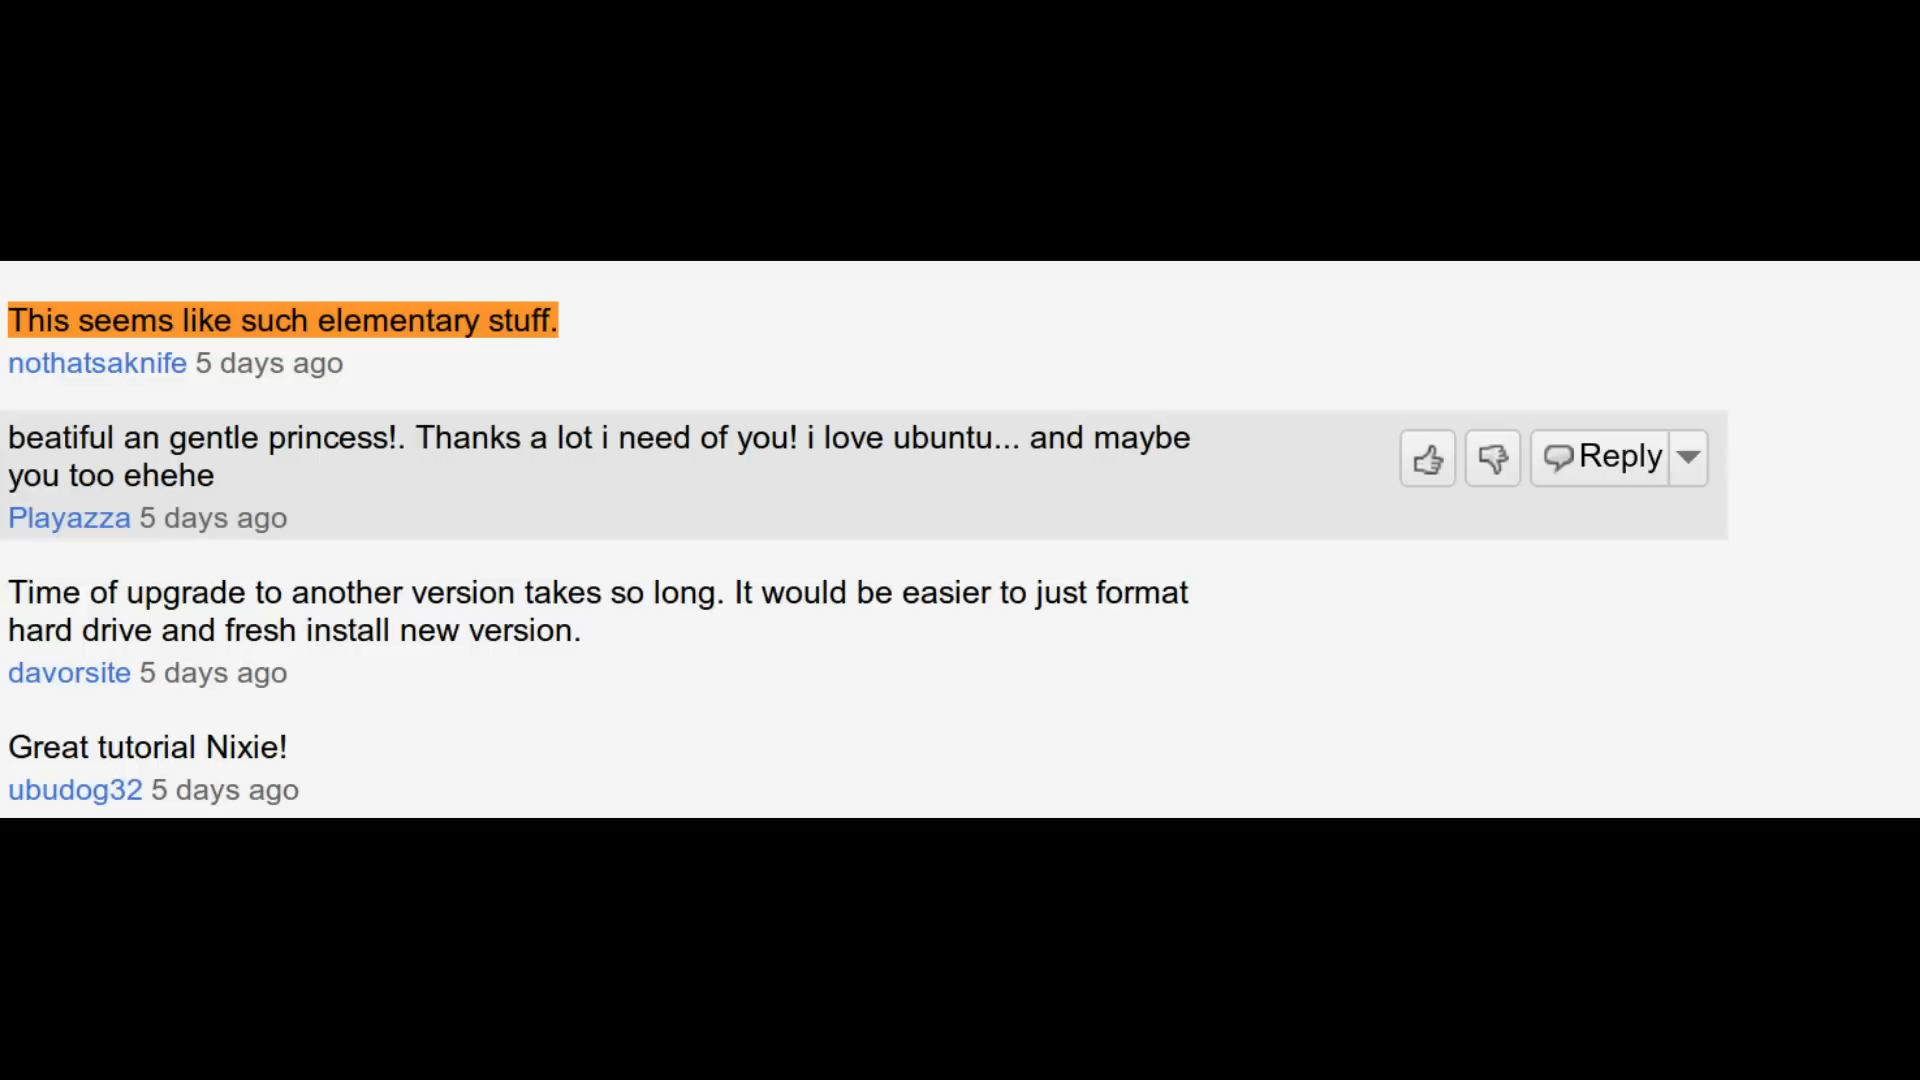 This seems like such elementary stuff.
nothatsaknife 5 days ago
beatiful an gentle princess!. Thanks a lot i need of you! i love ubuntu... and maybe
you too ehehe
Reply
Playazza 5 days ago
Time of upgrade to another version takes so long. It would be easier to just format
hard drive and fresh install new version.
davorsite 5 days ago
Great tutorial Nixie!
ubudog32 5 days ago